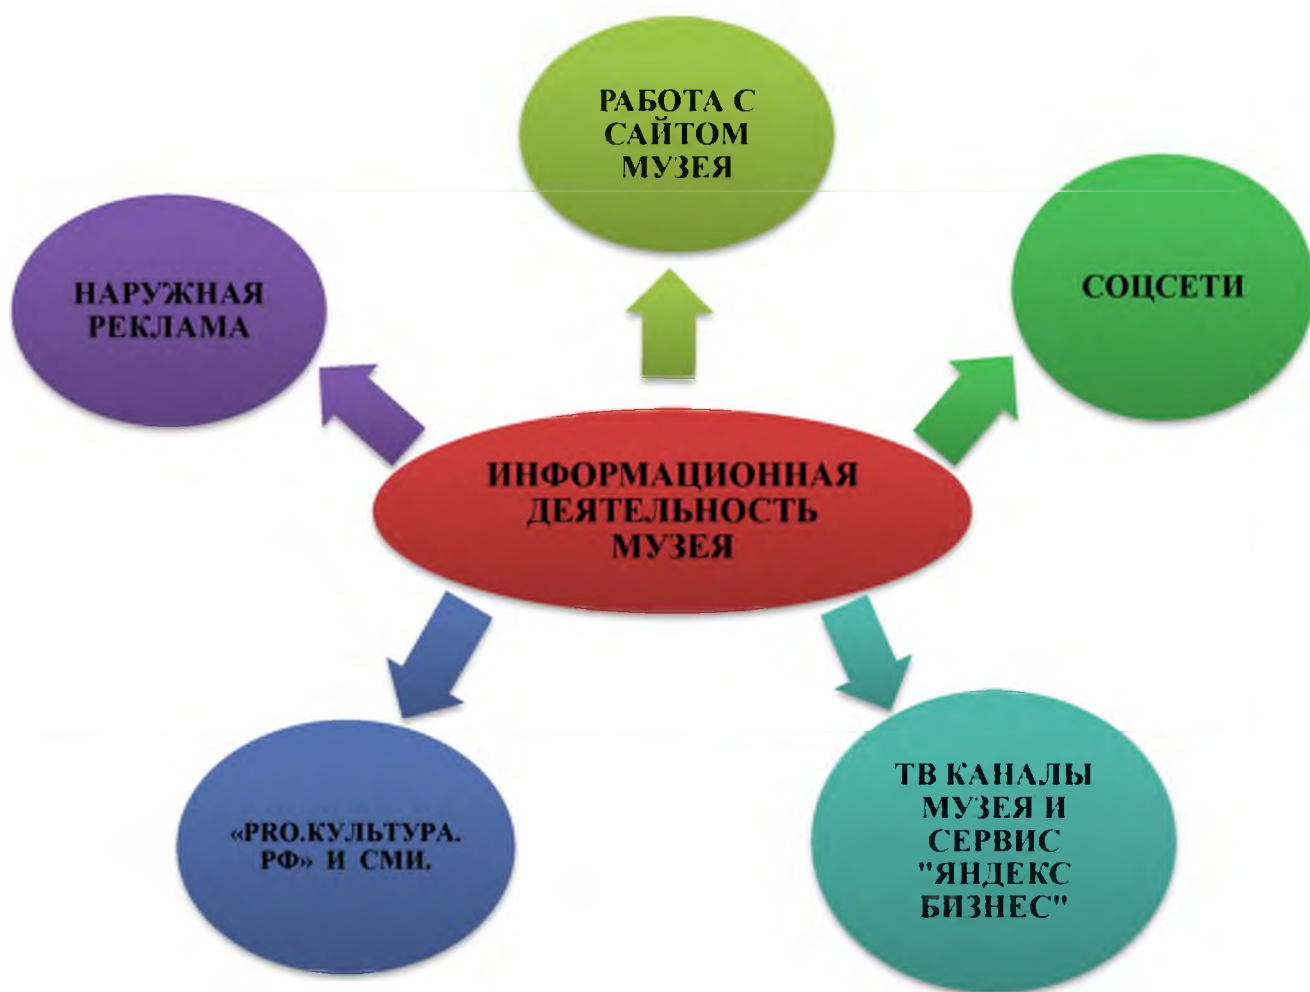 РАБОТА С
САЙТОМ
МУЗЕЯ
СОЦСЕТИ
НАРУЖНАЯ
РЕКЛАМА
ИНФОРМАЦИОННАЯ
ДЕЯТЕЛЬНОСТЬ
МУЗЕЯ
«PRO.КУЛЬТУРА.
РФ» И СМИ.
ТВ КАНАЛЫ
МУЗЕЯ И
СЕРВИС
"ЯНДЕКС
БИЗНЕС"